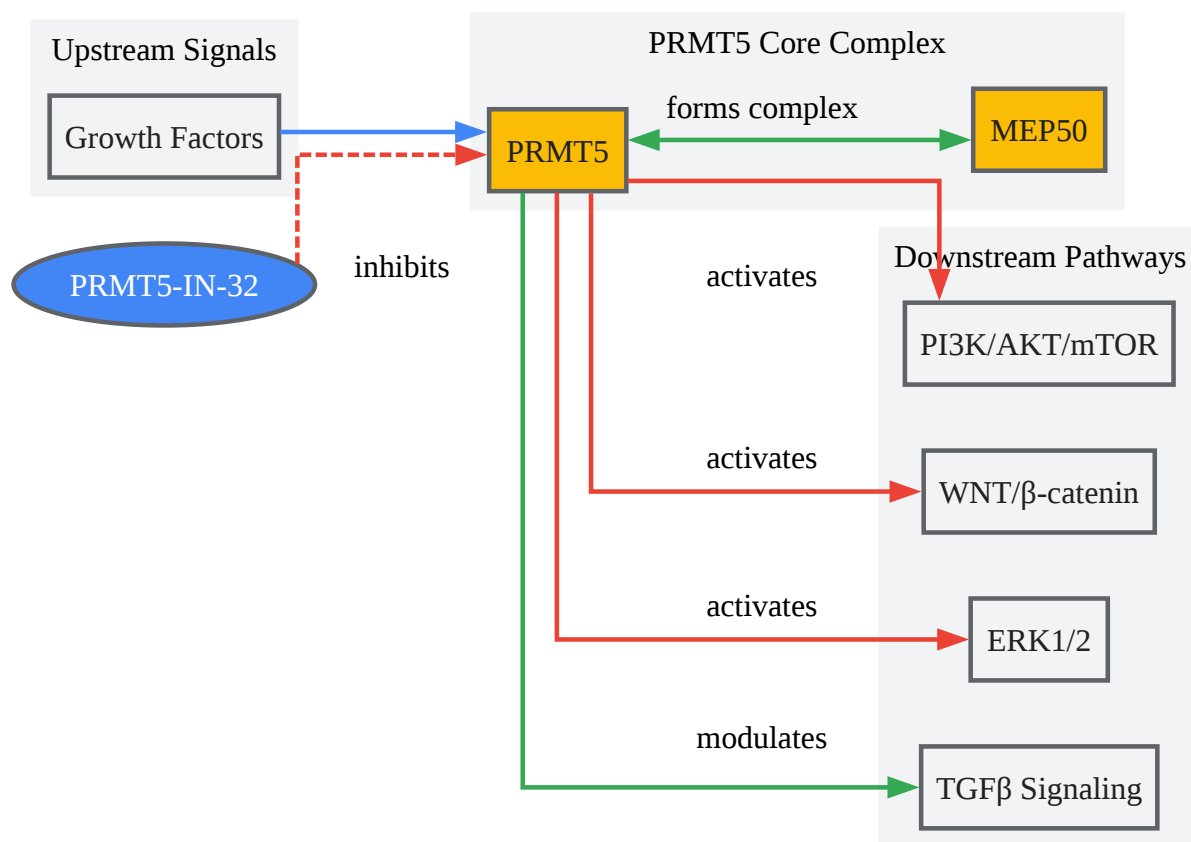 Upstream Signals
Growth Factors
PRMT5-IN-32
inhibits
PRMT5 Core Complex
PRMT5
forms complex
MEP50
activates
Downstream Pathways
PI3K/AKT/mTOR
activates
WNT/β-catenin
activates
ERK1/2
modulates
TGFβ Signaling